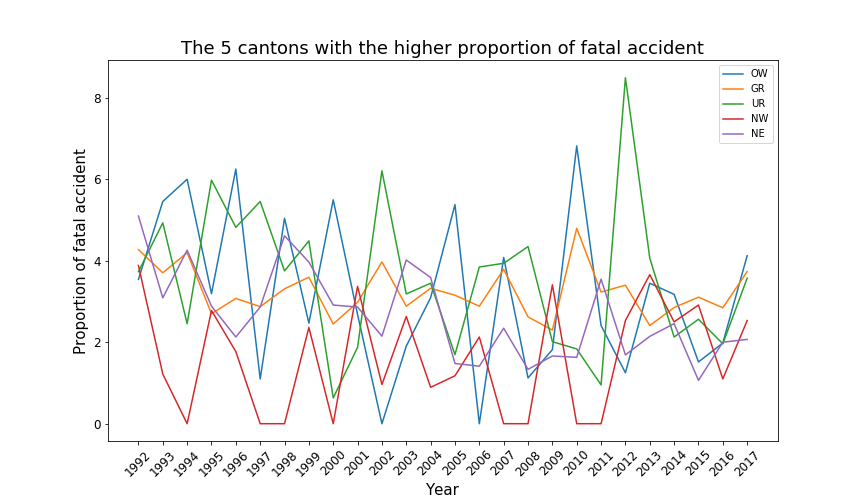 The 5 cantons with the higher proportion of fatal accident
OW
GR
UR
NW
NE
Proportion of fatal accident
8
6
4
2
0
1992 1993 1994 1995 1996 1997 1998 1999 2000 2001 2002 2003 2004 2005 2006 2007 2008 2009 2010 2011 2012 2013 2014 2015 2016 2017
Year